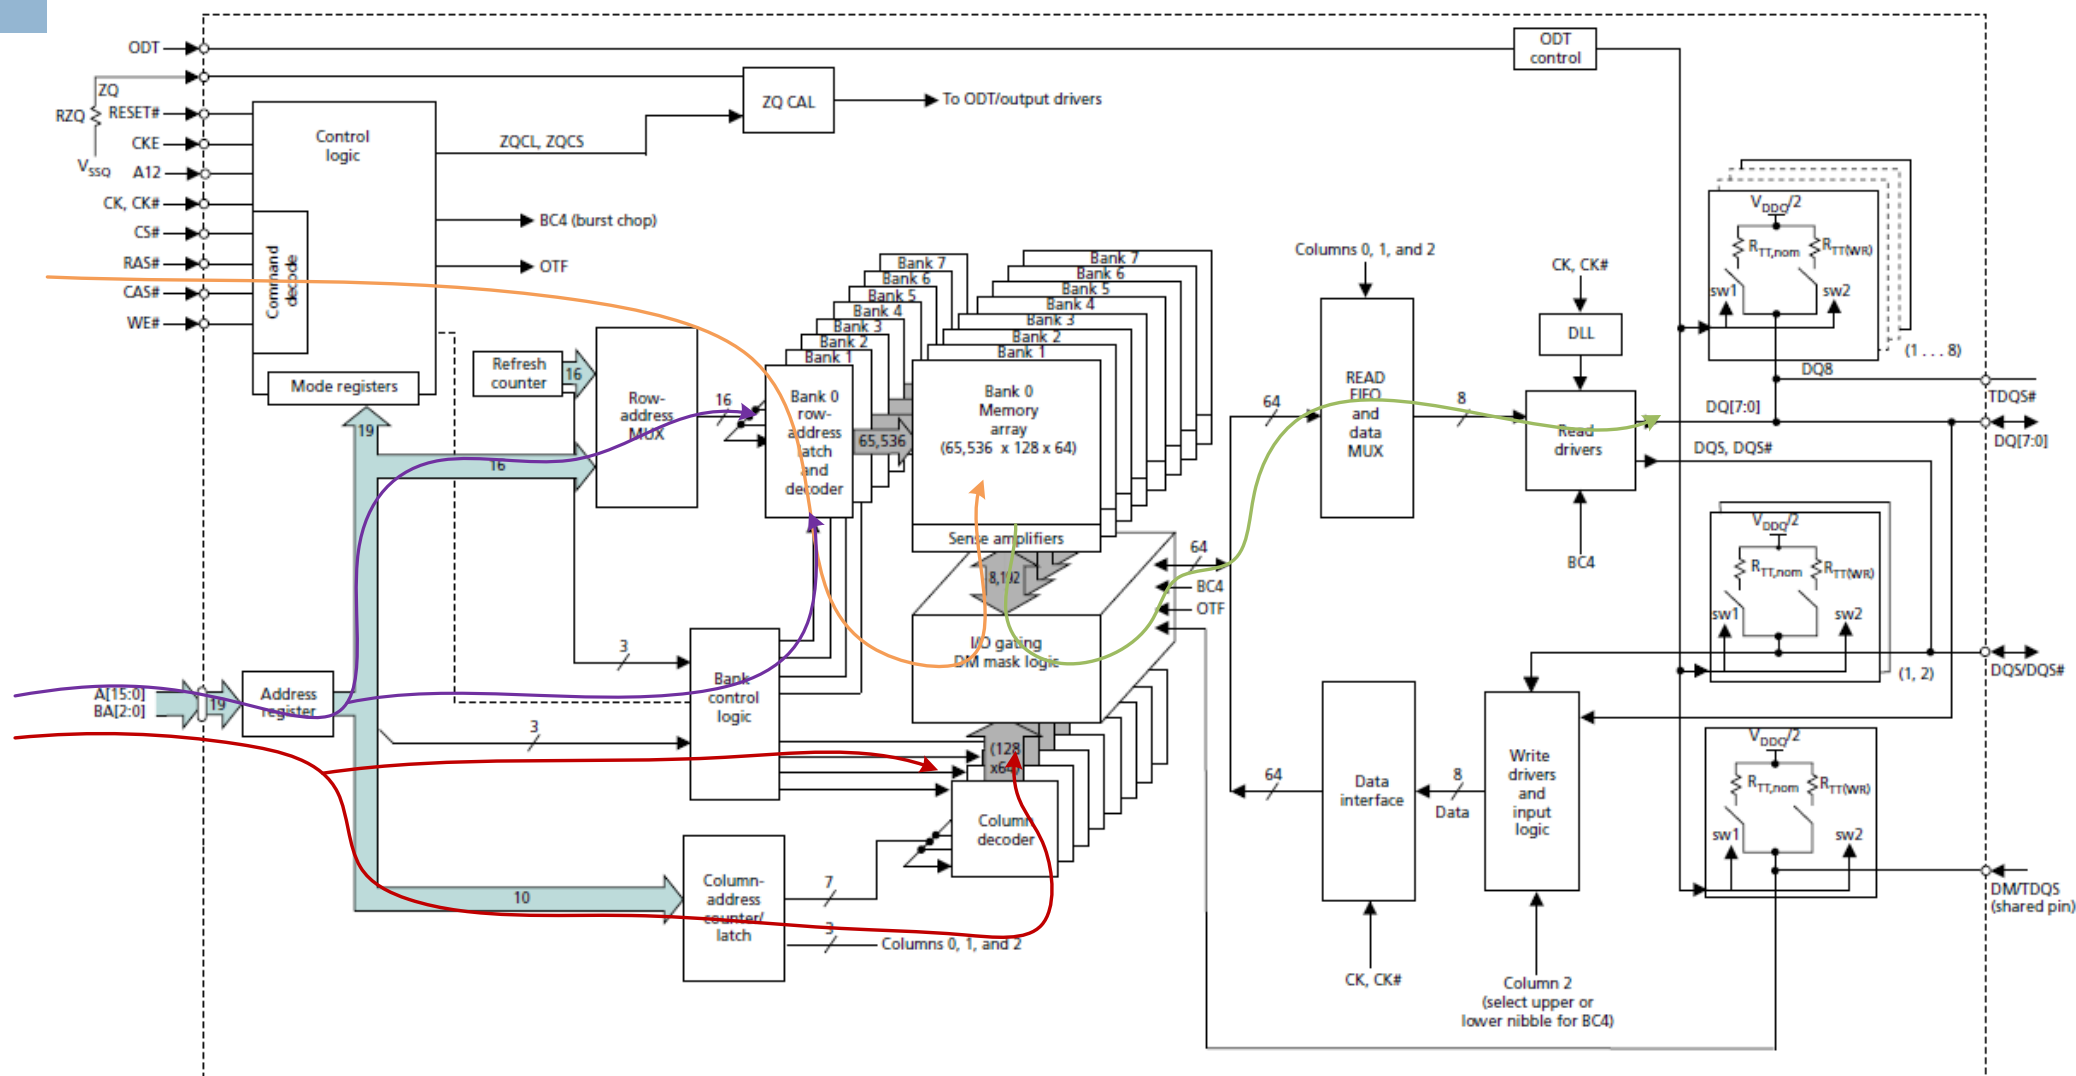 ODT
ODT
control
ZQ
RZQ
RESET#
CKE
VSSQ
A12
CK, CK#
CS#
RAS#
CAS#
WE#
Control
logic
Command
decode
Mode registers
ZQCL, ZQCS
ZQ CAL
To ODT/output drivers
BC4 (burst chop)
OTF
Refresh
counter
16
Row-
address
MUX
16
19
16
Bank 7
Bank 6
Bank 5
Bank 4
Bank 3
Bank 2
Bank 1
Bank 0
row-
address
latch
and
decoder
65,536
Bank 7
Bank 6
Bank 5
Bank 4
Bank 3
Bank 2
Bank 1
Bank 0
Memory
array
(65,536 x 128 x 64)
Sense amplifiers
8,192
I/O gating
DM mask logic
64
BC4
OTF
A[15:0]
BA[2:0]
19
Address
register
3
3
Bank
control
logic
(128
x64)
Column
decoder
10
Column-
address
counter/
latch
7
3
Columns 0, 1, and 2
Columns 0, 1, and 2
64
READ
FIFO
and
data
MUX
8
CK, CK#
DLL
Read
drivers
BC4
DQ8
DQ[7:0]
DQS, DQS#
VDDQ/2
RTT,nom
RTT(WR)
sw1
sw2
(1 . . . 8)
TDQS#
DQ[7:0]
VDDQ/2
RTT,nom
RTT(WR)
sw1
sw2
(1, 2)
DQS/DQS#
64
Data
interface
8
Data
Write
drivers
and
input
logic
CK, CK#
Column 2
(select upper or
lower nibble for BC4)
VDDQ/2
RTT,nom
RTT(WR)
sw1
sw2
DM/TDQS
(shared pin)